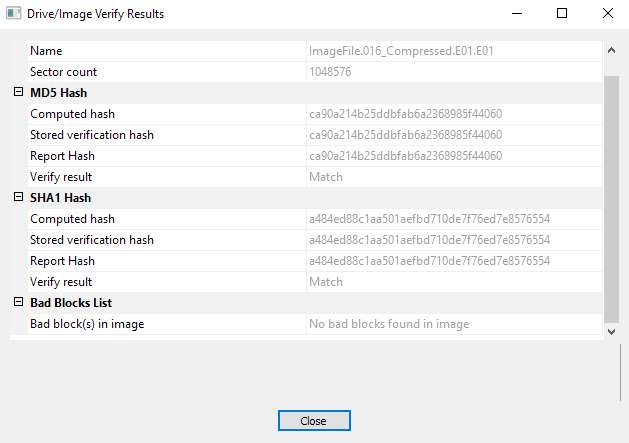 Drive/Image Verify Results
Name ImageFile.016_Compressed.E01.E01
Sector count 1048576
MD5 Hash
Computed hash ca90a214b25ddbfab6a2368985f44060
Stored verification hash ca90a214b25ddbfab6a2368985f44060
Report Hash ca90a214b25ddbfab6a2368985f44060
Verify result Match
SHA1 Hash
Computed hash a484ed88c1aa501aefbd710de7f76ed7e8576554
Stored verification hash a484ed88c1aa501aefbd710de7f76ed7e8576554
Report Hash a484ed88c1aa501aefbd710de7f76ed7e8576554
Verify result Match
Bad Blocks List
Bad block(s) in image No bad blocks found in image
Close